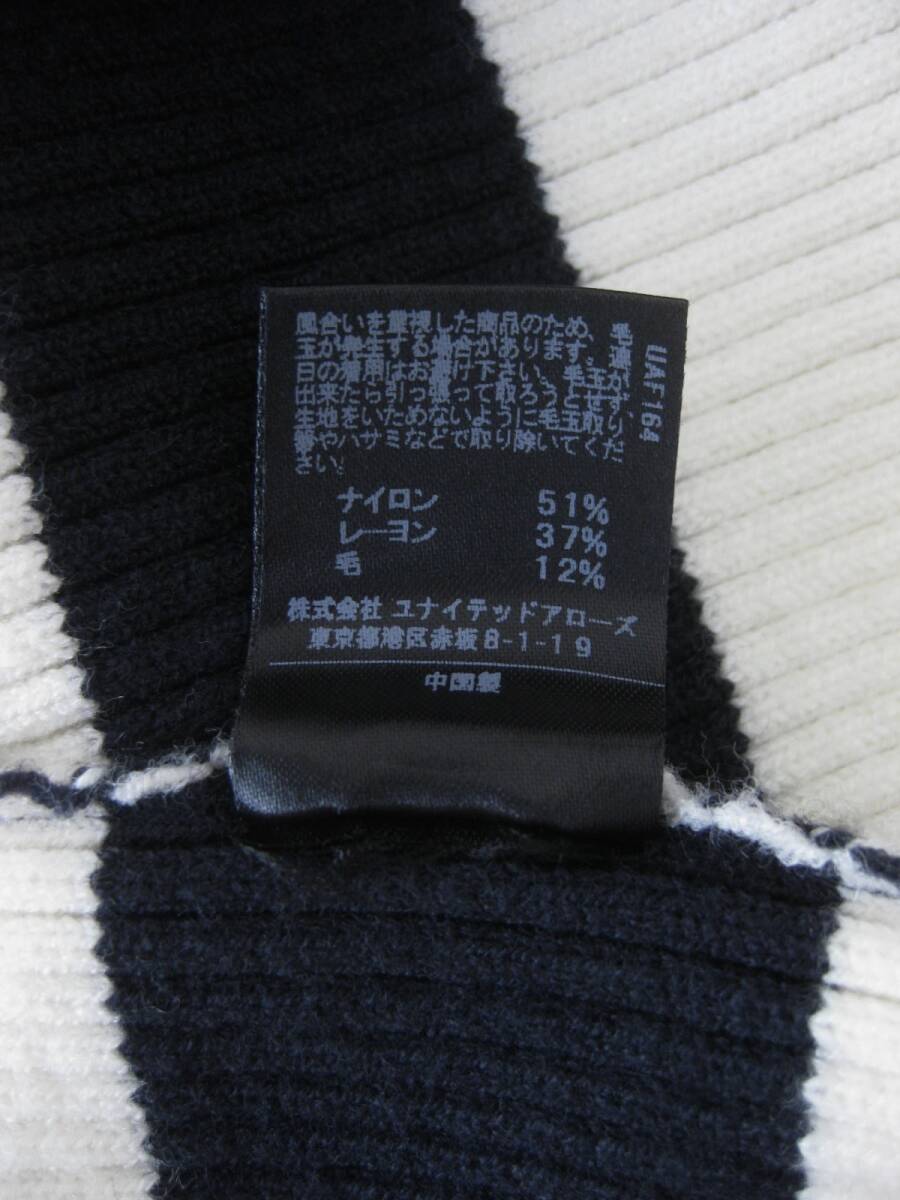 風合いを重視した商品のため、毛
玉が発生する場合があります。連
日の着用はお避け下さい。毛玉が
出来たら引っ張って取ろうとせず、
生地をいためないように毛玉取り
やハサミなどで取り除いてくだ
さい。
ナイロン 51%
レーヨン 37%
毛 12%
株式会社 ユナイテッドアローズ
東京都港区赤坂8-1-19
中国製
UAF164